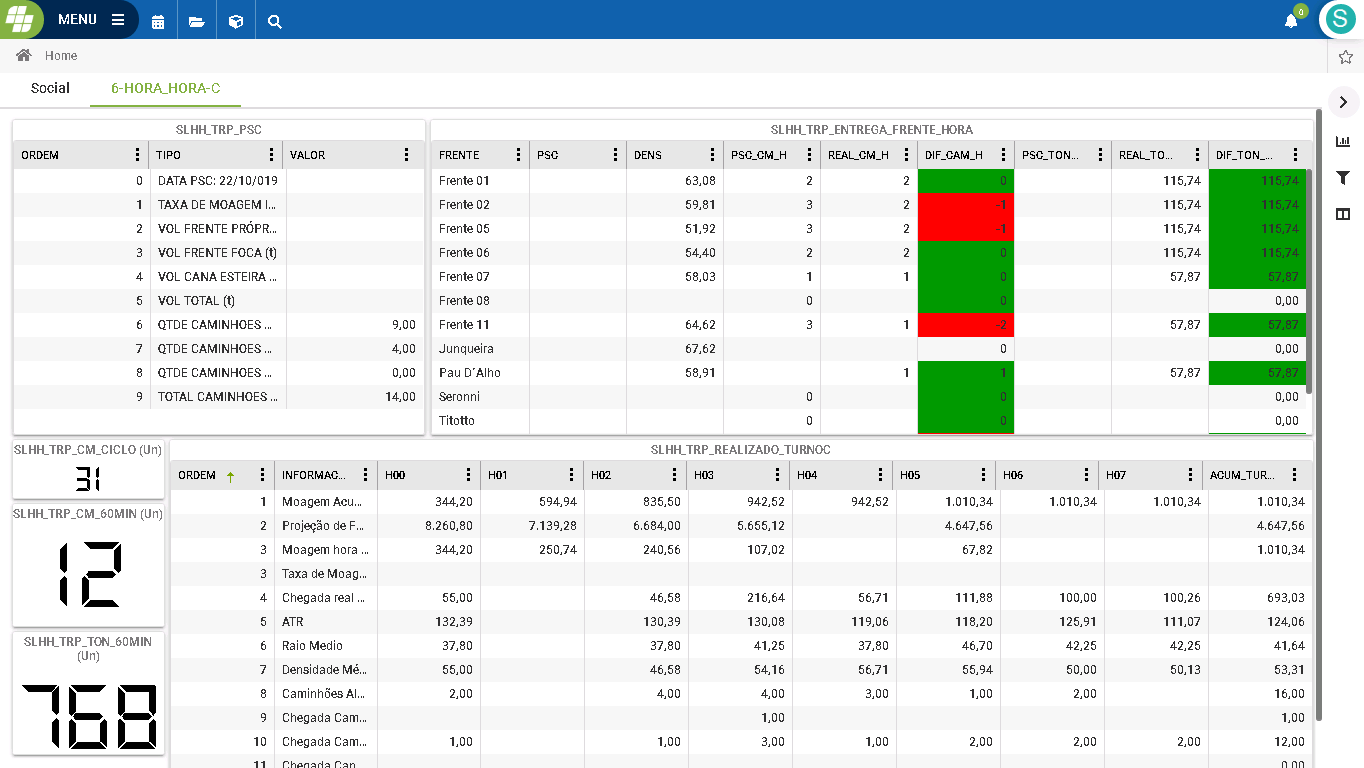 MENU
0
S
Home
Social 6-HORA_HORA-C
SLHH_TRP_PSC
ORDEM TIPO VALOR
0 DATA PSC: 22/10/019
1 TAXA DE MOAGEM I...
2 VOL FRENTE PRÓPR...
3 VOL FRENTE FOCA (t)
4 VOL CANA ESTEIRA ...
5 VOL TOTAL (t)
6 QTDE CAMINHOES ... 9,00
7 QTDE CAMINHOES ... 4,00
8 QTDE CAMINHOES ... 0,00
9 TOTAL CAMINHOES ... 14,00
SLHH_TRP_ENTREGA_FRENTE_HORA
FRENTE PSC DENS PSC_CM_H REAL_CM_H DIF_CAM_H PSC_TON... REAL_TO... DIF_TON_...
Frente 01 63,08 2 2 0 115,74 115,74
Frente 02 59,81 3 2 -1 115,74 115,74
Frente 05 51,92 3 2 -1 115,74 115,74
Frente 06 54,40 2 2 0 115,74 115,74
Frente 07 58,03 1 1 0 57,87 57,87
Frente 08 0 0 0,00
Frente 11 64,62 3 1 -2 57,87 57,87
Junqueira 67,62 0 0,00
Pau D´Alho 58,91 1 1 57,87 57,87
Seronni 0 0 0,00
Titotto 0 0 0,00
SLHH_TRP_CM_CICLO (Un)
31
SLHH_TRP_CM_60MIN (Un)
12
SLHH_TRP_TON_60MIN
(Un)
768
SLHH_TRP_REALIZADO_TURNOC
ORDEM INFORMAC... H00 H01 H02 H03 H04 H05 H06 H07 ACUM_TUR...
1 Moagem Acu... 344,20 594,94 835,50 942,52 942,52 1.010,34 1.010,34 1.010,34 1.010,34
2 Projeção de F... 8.260,80 7.139,28 6.684,00 5.655,12 4.647,56 4.647,56
3 Moagem hora ... 344,20 250,74 240,56 107,02 67,82 1.010,34
3 Taxa de Moag...
4 Chegada real ... 55,00 46,58 216,64 56,71 111,88 100,00 100,26 693,03
5 ATR 132,39 130,39 130,08 119,06 118,20 125,91 111,07 124,06
6 Raio Medio 37,80 37,80 41,25 37,80 46,70 42,25 42,25 41,64
7 Densidade Mé... 55,00 46,58 54,16 56,71 55,94 50,00 50,13 53,31
8 Caminhões Al... 2,00 4,00 4,00 3,00 1,00 2,00 16,00
9 Chegada Cam... 1,00 1,00
10 Chegada Cam... 1,00 1,00 3,00 1,00 2,00 2,00 2,00 12,00
11 Chegada Can... 0,00